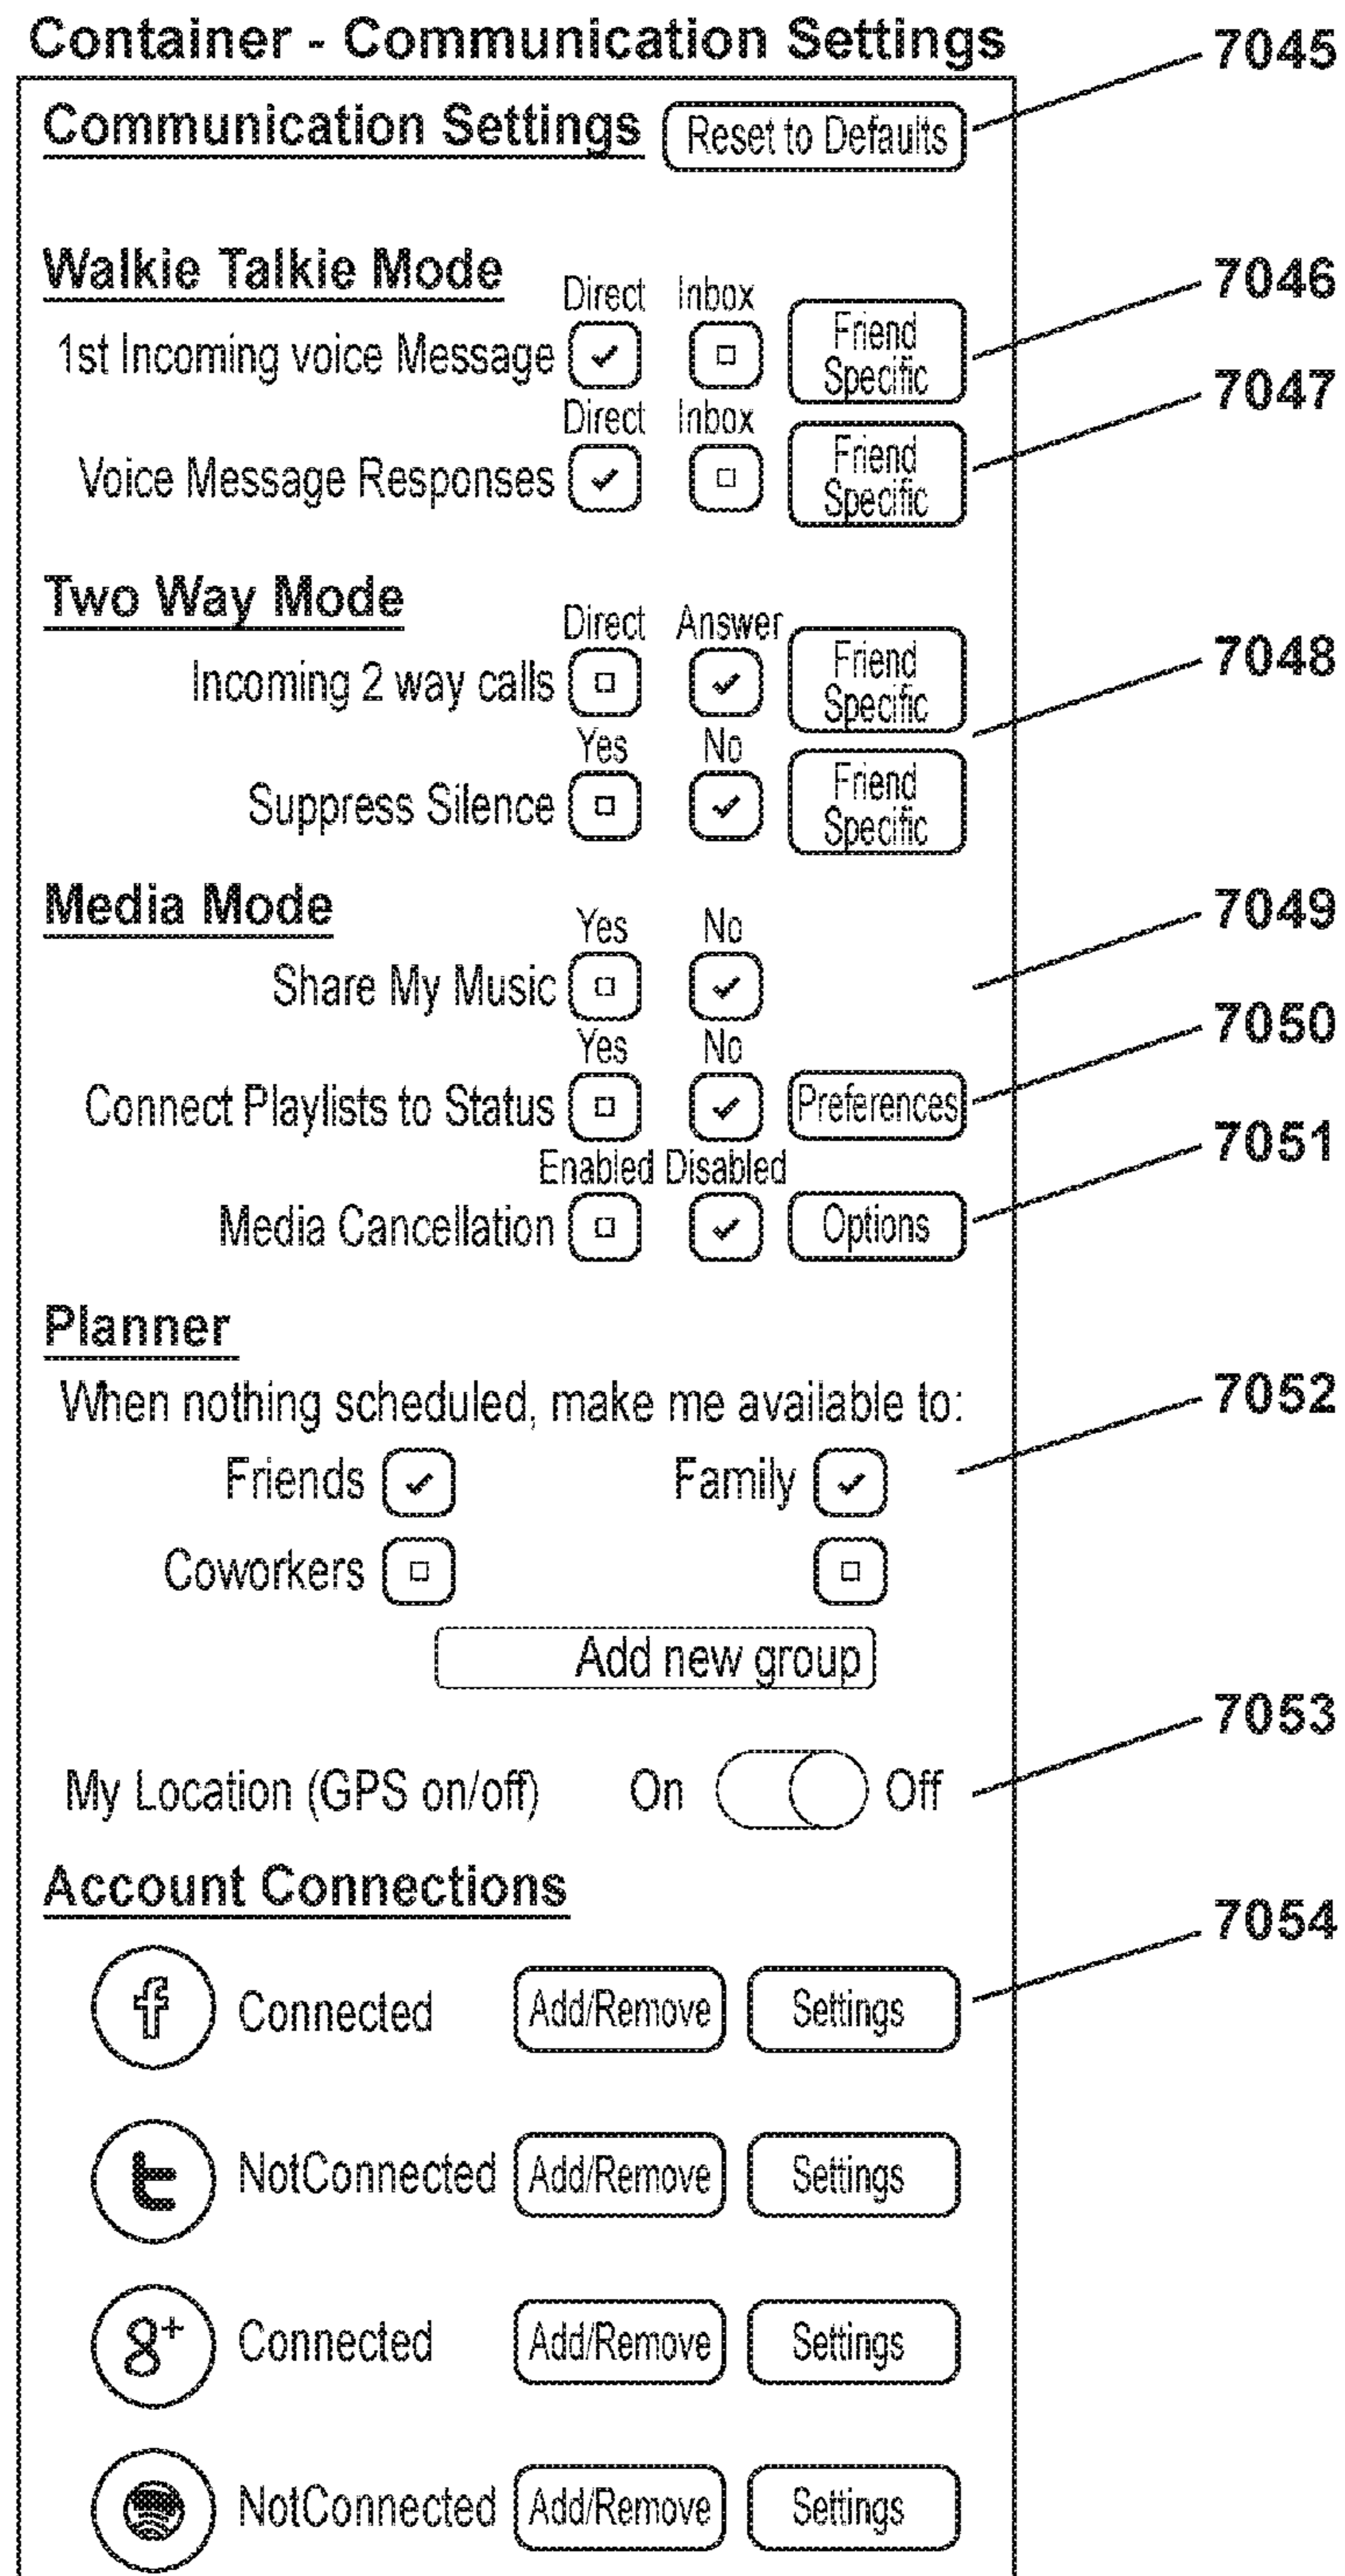 Container - Communication Settings
7045
Communication Settings Reset to Defaults
Walkie Talkie Mode
7046
Direct Inbox
1st Incoming voice Message Friend Specific
7047
Direct Inbox
Voice Message Responses Friend Specific
Two Way Mode
Direct Answer
7048
Incoming 2 way calls Friend Specific
Yes No
Suppress Silence Friend Specific
Media Mode
7049
Yes No
Share My Music
7050
Yes No
Connect Playlists to Status Preferences
7051
Enabled Disabled
Media Cancellation Options
Planner
7052
When nothing scheduled, make me available to:
Friends Family
Coworkers
Add new group
7053
My Location (GPS on/off) On Off
Account Connections
7054
f Connected Add/Remove Settings
t NotConnected Add/Remove Settings
g+ Connected Add/Remove Settings
NotConnected Add/Remove Settings